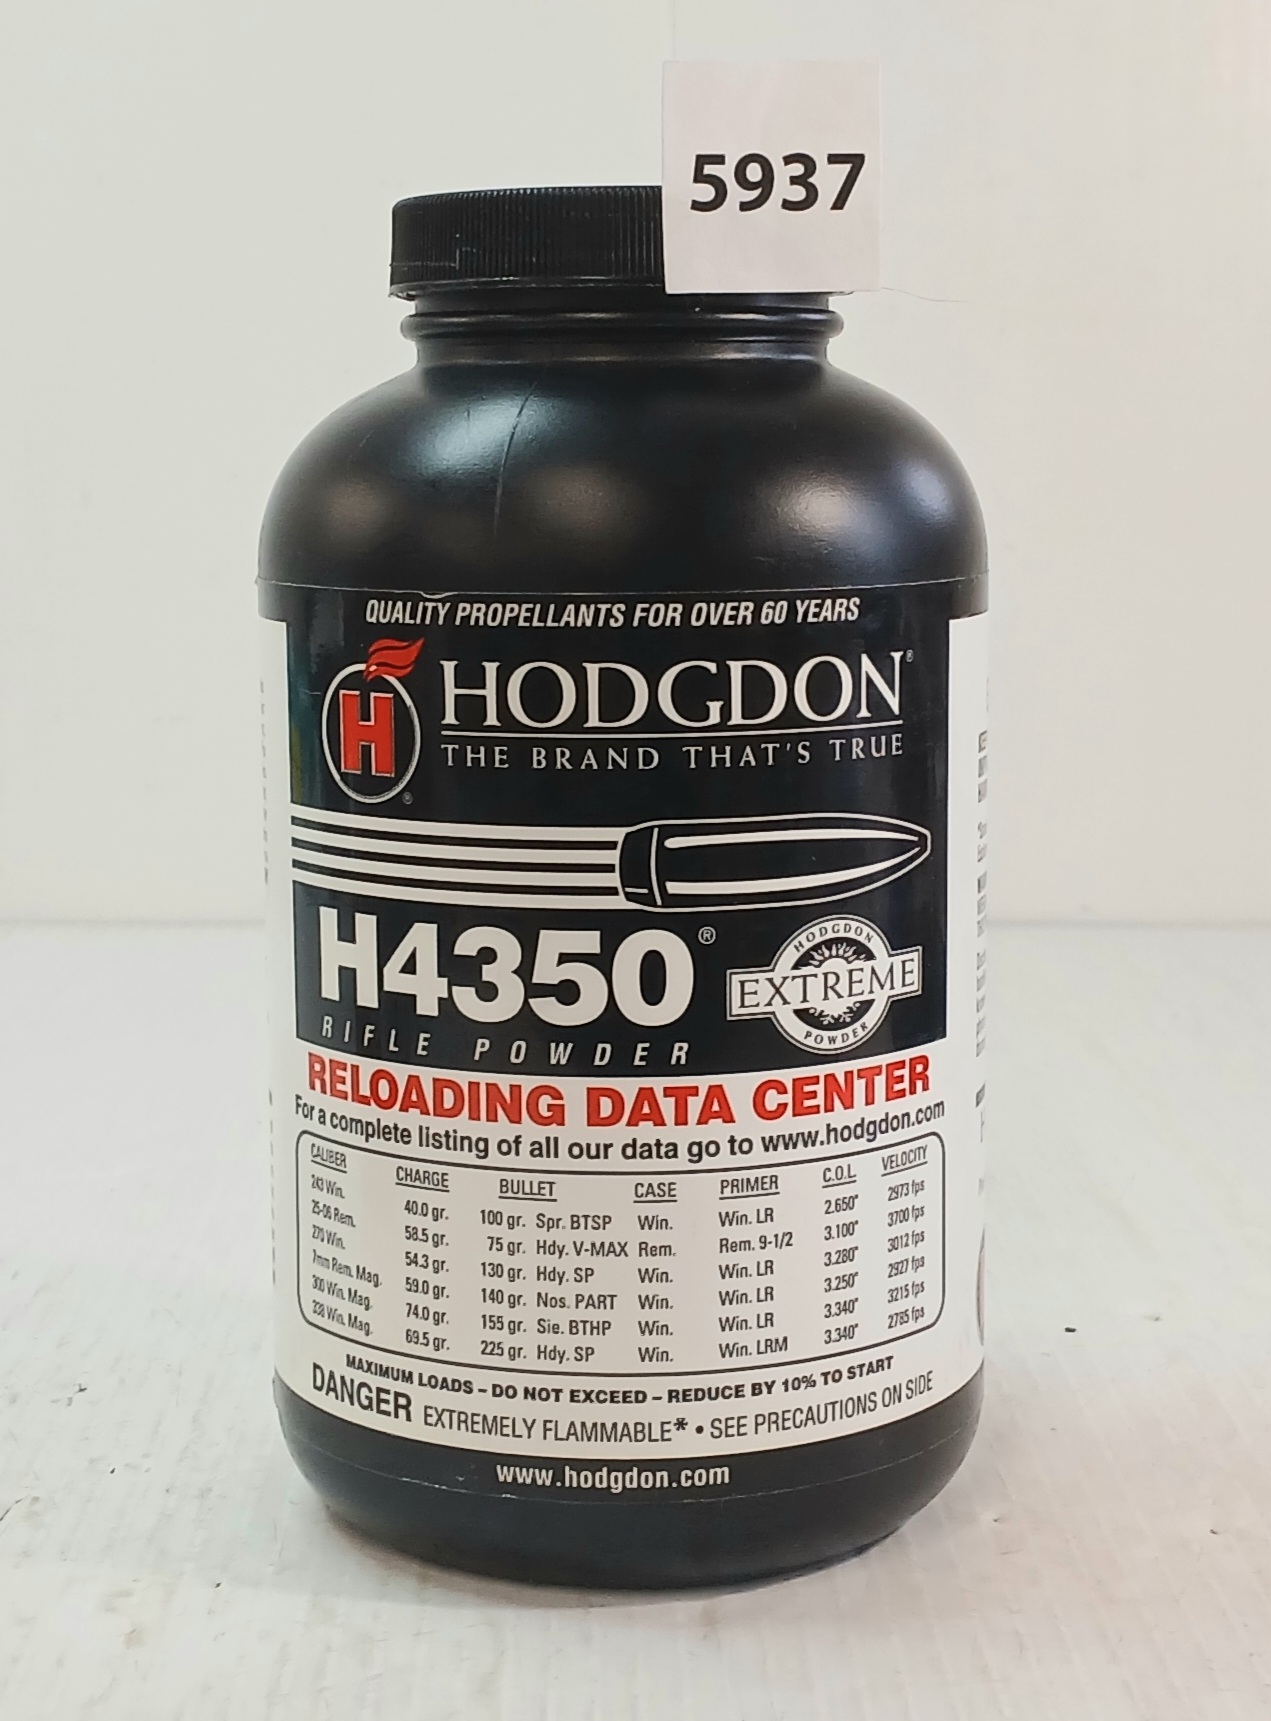 5937
QUALITY PROPELLANTS FOR OVER 60 YEARS
H
HODGDON®
THE BRAND THAT'S TRUE
®
H4350®
RIFLE POWDER
HODGDON
EXTREME
POWDER
RELOADING DATA CENTER
For a complete listing of all our data go to www.hodgdon.com
CALIBER CHARGE BULLET CASE PRIMER C.O.L VELOCITY
243 Win. 40.0 gr. 100 gr. Spr. BTSP Win. Win. LR 2.650" 2973 fps
25-06 Rem. 58.5 gr. 75 gr. Hdy. V-MAX Rem. Rem. 9-1/2 3.100" 3700 fps
270 Win. 54.3 gr. 130 gr. Hdy. SP Win. Win. LR 3.280" 3012 fps
7mm Rem. Mag. 59.0 gr. 140 gr. Nos. PART Win. Win. LR 3.250" 2927 fps
300 Win. Mag. 74.0 gr. 155 gr. Sie. BTHP Win. Win. LR 3.340" 3215 fps
338 Win. Mag. 69.5 gr. 225 gr. Hdy. SP Win. Win. LRM 3.340" 2785 fps
MAXIMUM LOADS – DO NOT EXCEED – REDUCE BY 10% TO START
DANGER EXTREMELY FLAMMABLE* • SEE PRECAUTIONS ON SIDE
www.hodgdon.com